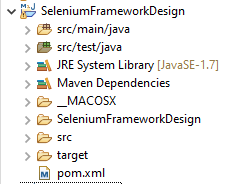 SeleniumFrameworkDesign
src/main/java
src/test/java
JRE System Library [JavaSE-1.7]
Maven Dependencies
__MACOSX
SeleniumFrameworkDesign
src
target
pom.xml